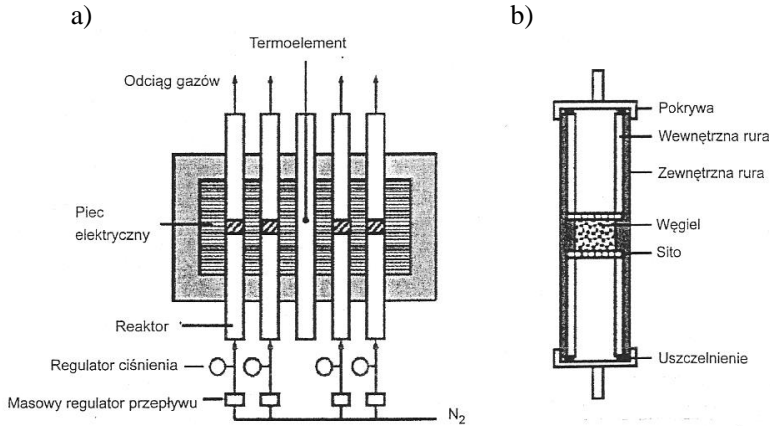 a)
Termoelement
Odciąg gazów
Piec
elektryczny
Reaktor
Regulator ciśnienia
Masowy regulator przepływu
N₂
b)
Pokrywa
Wewnętrzna rura
Zewnętrzna rura
Węgiel
Sito
Uszczelnienie